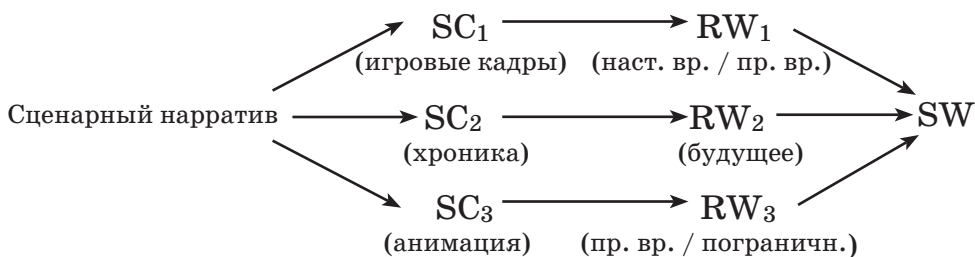 SC₁ RW₁
(игровые кадры) (наст. вр. / пр. вр.)
Сценарный нарратив SC₂ RW₂ SW
(хроника) (будущее)
SC₃ RW₃
(анимация) (пр. вр. / пограничн.)